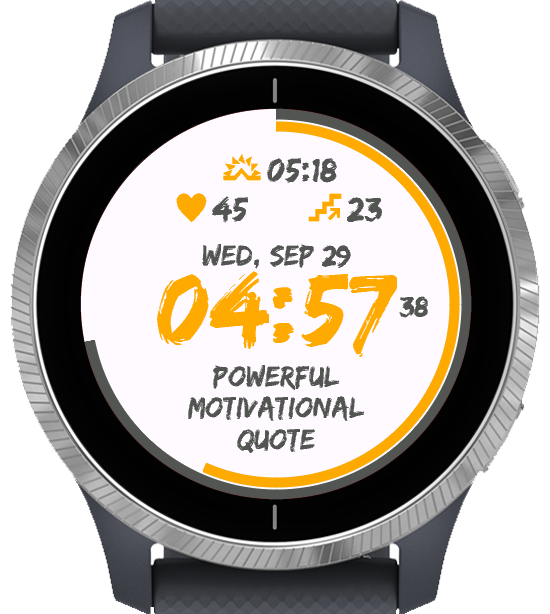 05:18
45 23
WED, SEP 29
04:57 38
POWERFUL
MOTIVATIONAL
QUOTE